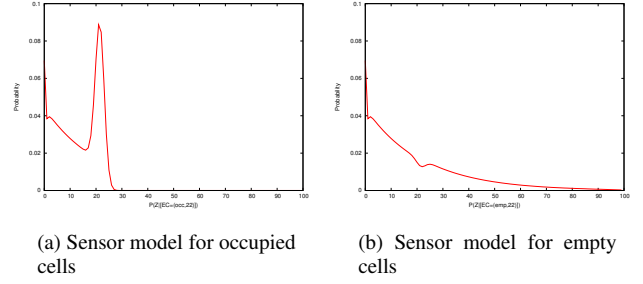 0.1
0.08
0.06
0.04
0.02
0
Probability
0 10 20 30 40 50 60 70 80 90 100
P(Z|[EC=(occ,22)])
0.1
0.08
0.06
0.04
0.02
0
Probability
0 10 20 30 40 50 60 70 80 90 100
P(Z|[EC=(emp,22)])
(a) Sensor model for occupied
cells
(b) Sensor model for empty
cells